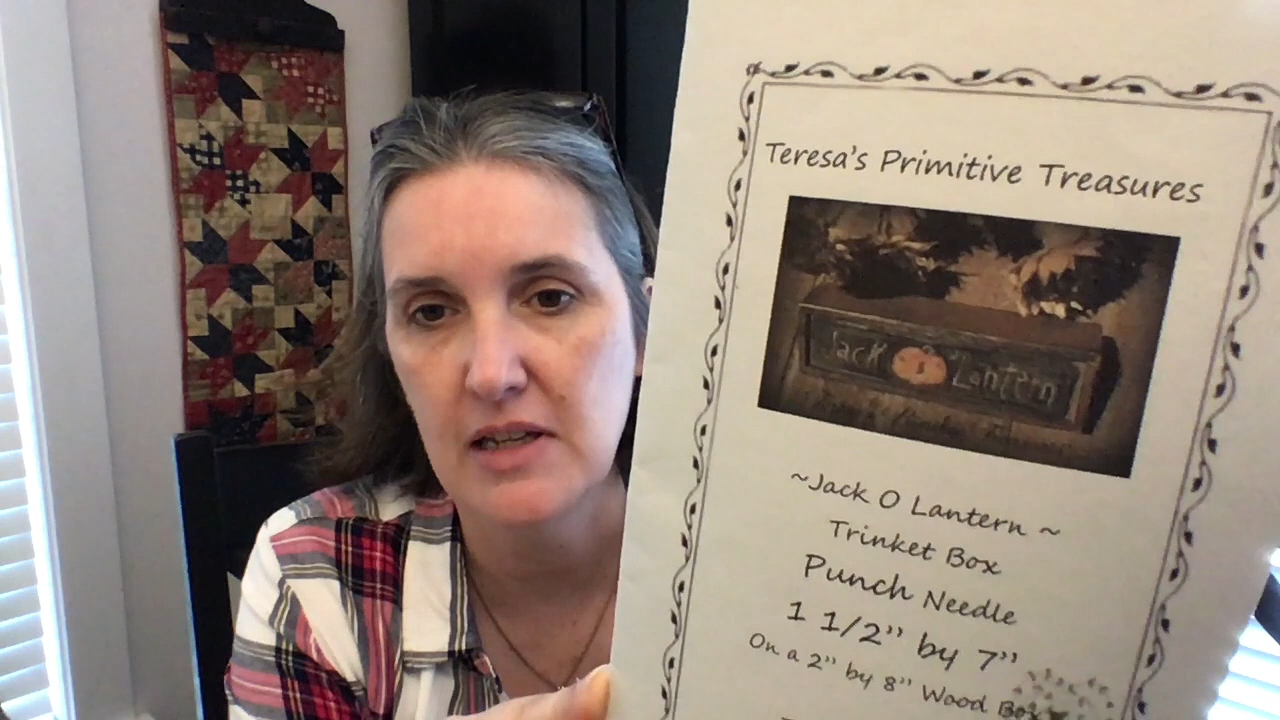 Teresa's Primitive Treasures
Jack Lantern
~Jack O Lantern ~
Trinket Box
Punch Needle
1 1/2" by 7"
On a 2" by 8" Wood Box